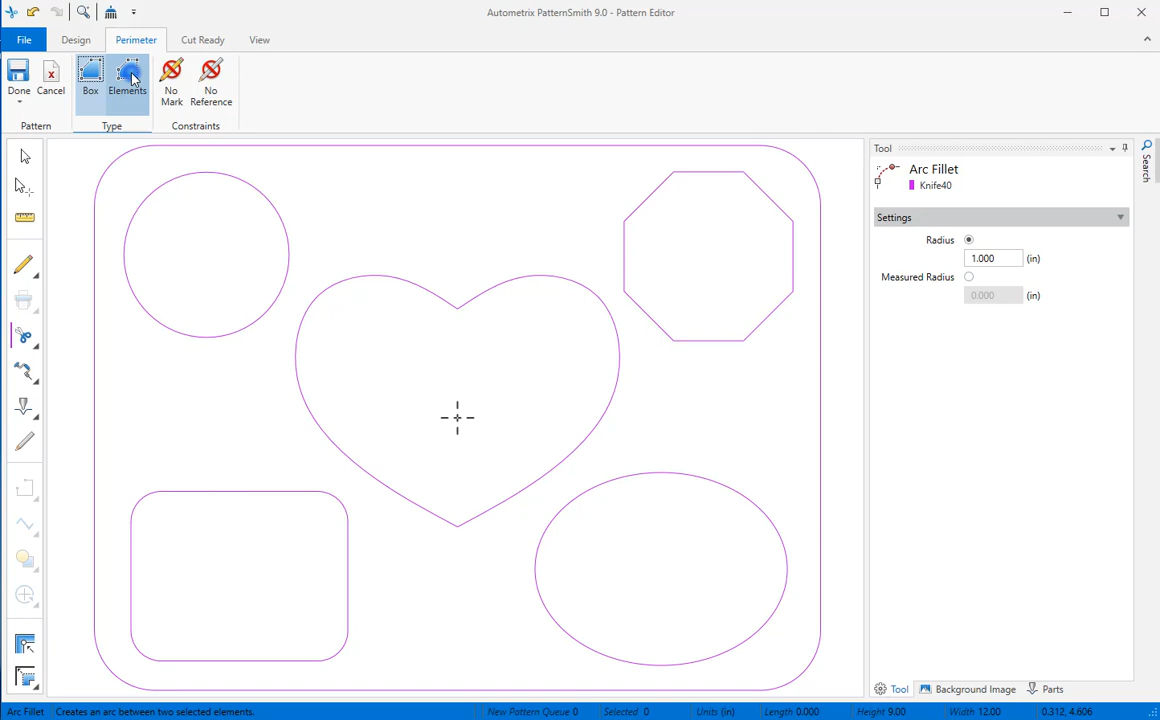 Autometrix PatternSmith 9.0 - Pattern Editor
File
Design
Perimeter
Cut Ready
View
Done
Cancel
Box
Elements
No
Mark
No
Reference
Pattern
Type
Constraints
Tool
Search
Arc Fillet
Knife40
Settings
Radius
1.000 (in)
Measured Radius
0.000 (in)
Tool
Background Image
Parts
Arc Fillet
Creates an arc between two selected elements.
New Pattern Queue 0
Selected 0
Units (in)
Length 0.000
Height 9.00
Width 12.00
0.312, 4.606